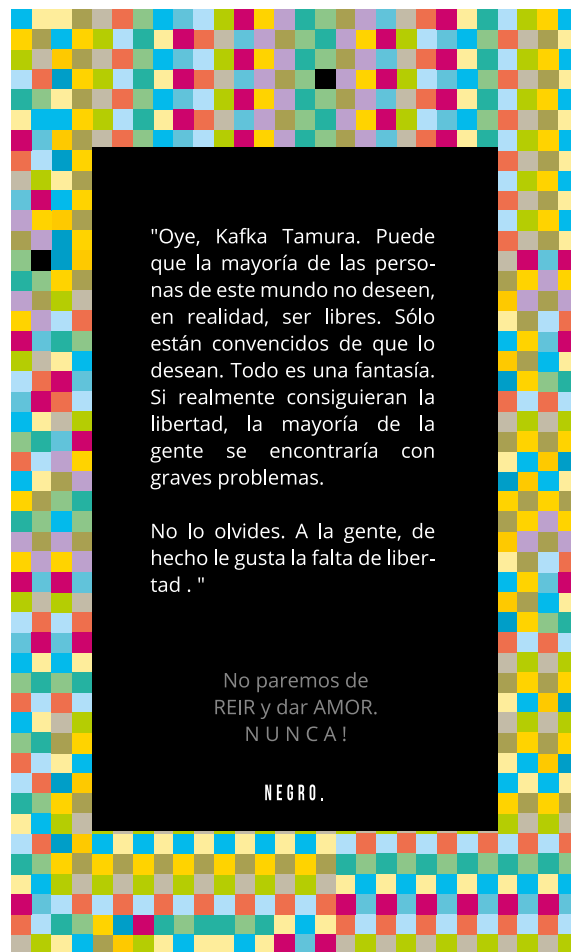 "Oye, Kafka Tamura. Puede
que la mayoría de las perso-
nas de este mundo no deseen,
en realidad, ser libres. Sólo
están convencidos de que lo
desean. Todo es una fantasía.
Si realmente consiguieran la
libertad, la mayoría de la
gente se encontraría con
graves problemas.
No lo olvides. A la gente, de
hecho le gusta la falta de liber-
tad . "
No paremos de
REIR y dar AMOR.
N U N C A !
NEGRO.